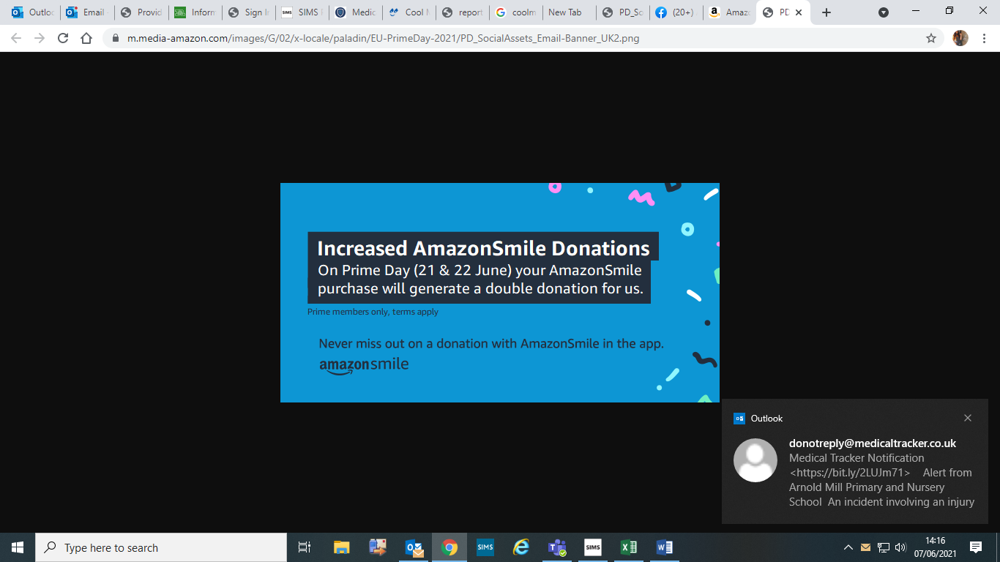 Outlo
Email
Provid
Inform
Sign I
SIMS
SIMS
Medic
Cool
report
coolm
New Tab
PD_So
(20+)
Amazo
PD
m.media-amazon.com/images/G/02/x-locale/paladin/EU-PrimeDay-2021/PD_SocialAssets_Email-Banner_UK2.png
Increased AmazonSmile Donations
On Prime Day (21 & 22 June) your AmazonSmile
purchase will generate a double donation for us.
Prime members only, terms apply
Never miss out on a donation with AmazonSmile in the app.
amazonsmile
Outlook
donotreply@medicaltracker.co.uk
Medical Tracker Notification
<https://bit.ly/2LUJm71> Alert from
Arnold Mill Primary and Nursery
School An incident involving an injury
Type here to search
SIMS
SIMS
14:16
07/06/2021